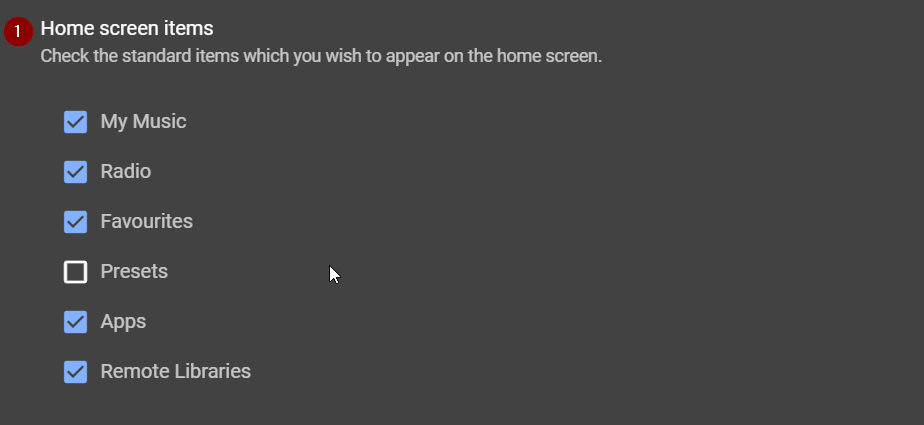 1 Home screen items
Check the standard items which you wish to appear on the home screen.
My Music
Radio
Favourites
Presets
Apps
Remote Libraries